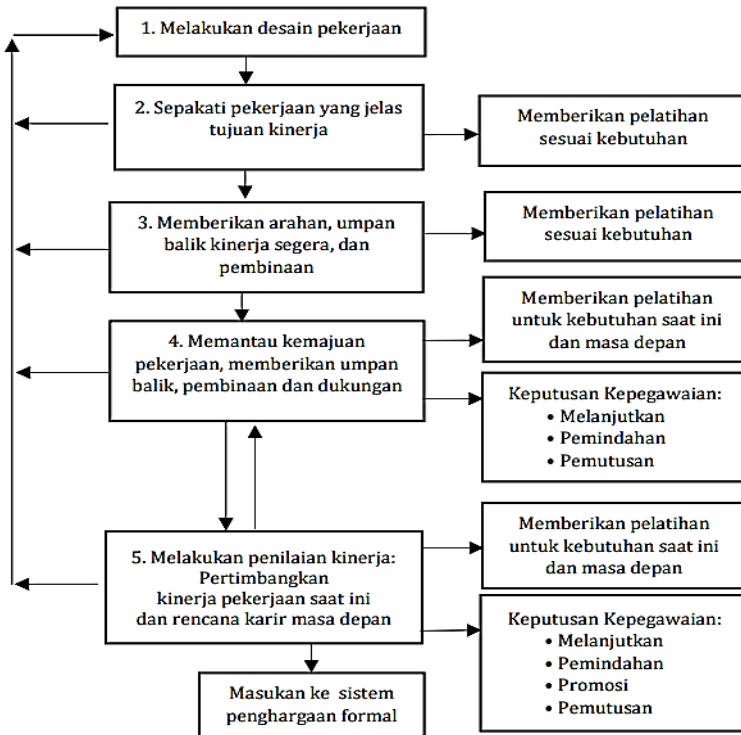 1. Melakukan desain pekerjaan
2. Sepakati pekerjaan yang jelas
tujuan kinerja
Memberikan pelatihan
sesuai kebutuhan
3. Memberikan arahan, umpan
balik kinerja segera, dan
pembinaan
Memberikan pelatihan
sesuai kebutuhan
4. Memantau kemajuan
pekerjaan, memberikan umpan
balik, pembinaan dan dukungan
Memberikan pelatihan
untuk kebutuhan saat ini
dan masa depan
Keputusan Kepegawaian:
• Melanjutkan
• Pemindahan
• Pemutusan
5. Melakukan penilaian kinerja:
Pertimbangkan
kinerja pekerjaan saat ini
dan rencana karir masa depan
Memberikan pelatihan
untuk kebutuhan saat ini
dan masa depan
Keputusan Kepegawaian:
• Melanjutkan
• Pemindahan
• Promosi
• Pemutusan
Masukan ke sistem
penghargaan formal